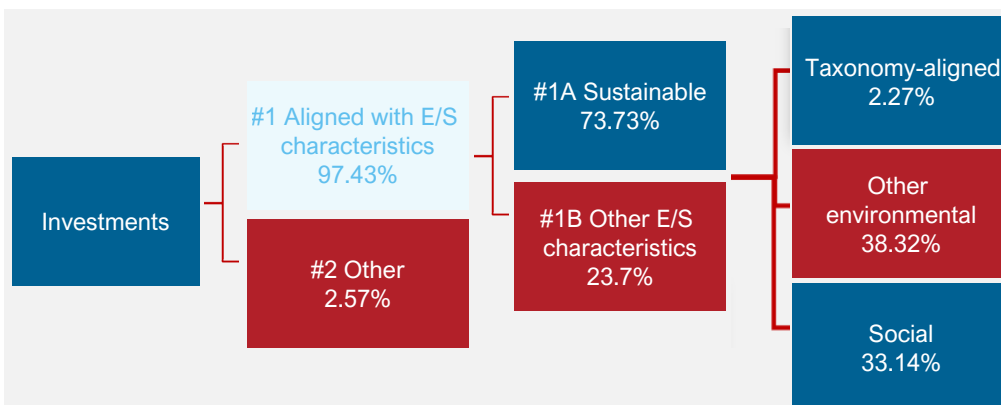 Investments
#1 Aligned with E/S
characteristics
97.43%
#2 Other
2.57%
#1A Sustainable
73.73%
#1B Other E/S
characteristics
23.7%
Taxonomy-aligned
2.27%
Other
environmental
38.32%
Social
33.14%